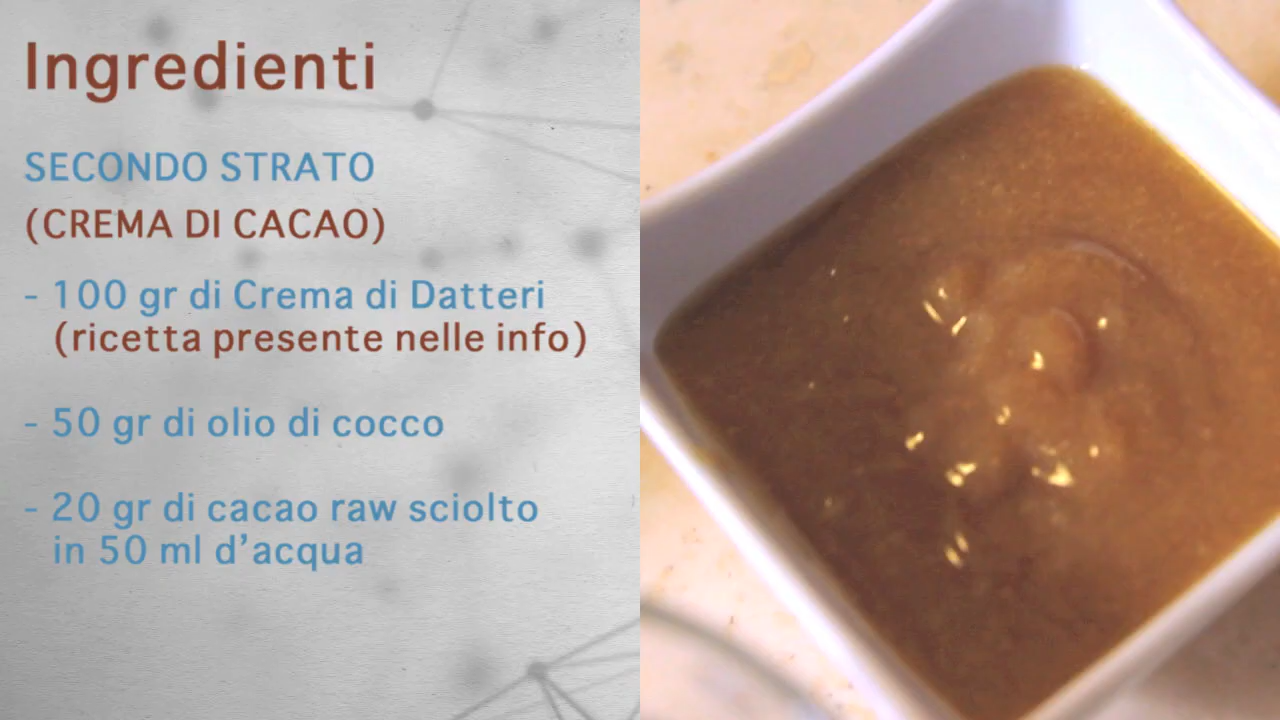 Ingredienti
SECONDO STRATO
(CREMA DI CACAO)
- 100 gr di Crema di Datteri
(ricetta presente nelle info)
- 50 gr di olio di cocco
- 20 gr di cacao raw sciolto
in 50 ml d’acqua